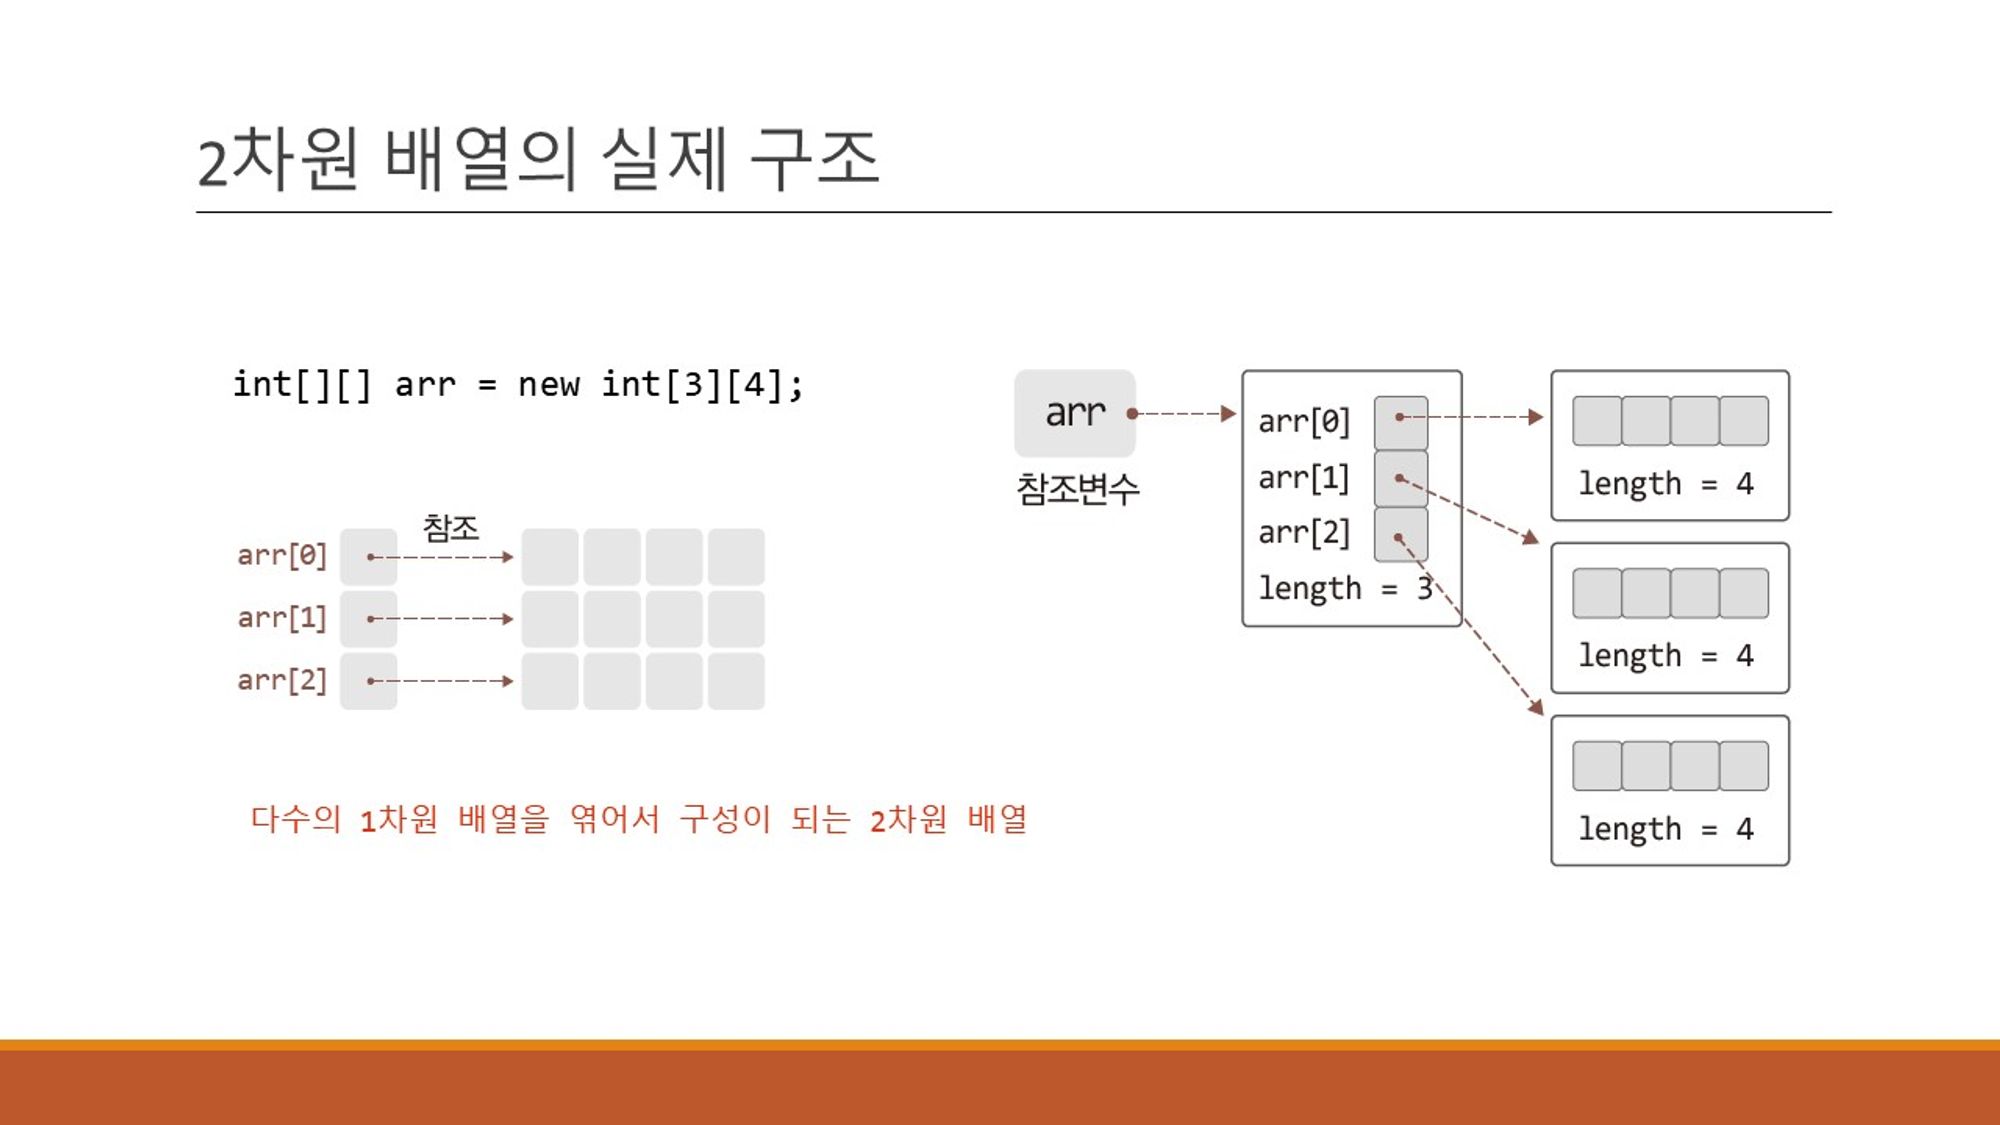 2차원 배열의 실제 구조
int[][] arr = new int[3][4];
참조
arr[0]
arr[1]
arr[2]
다수의 1차원 배열을 엮어서 구성이 되는 2차원 배열
arr
참조변수
arr[0]
arr[1]
arr[2]
length = 3
length = 4
length = 4
length = 4